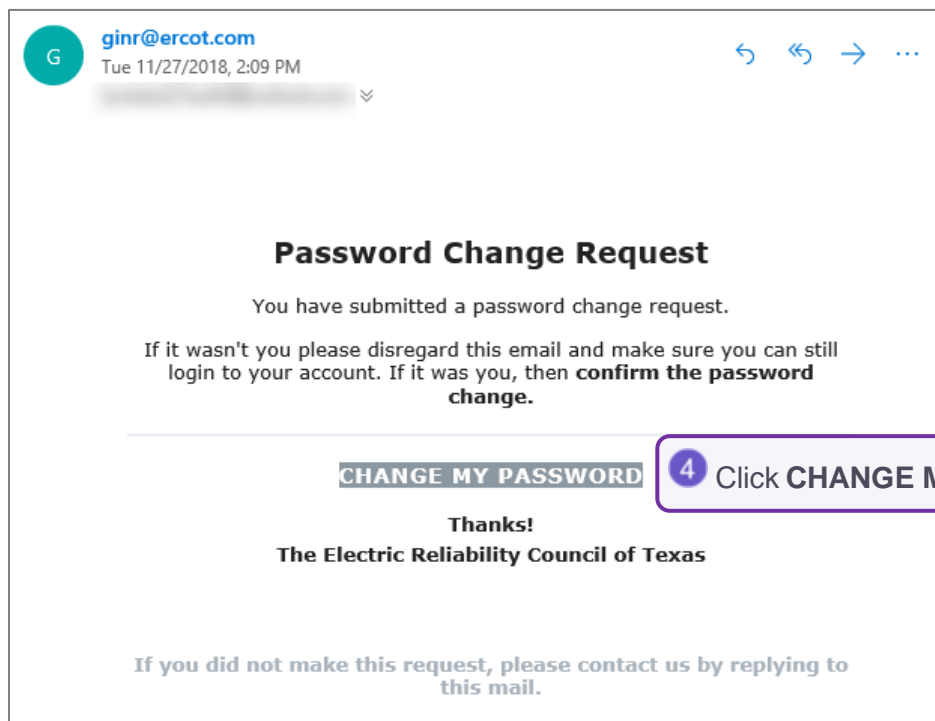 G
ginr@ercot.com
Tue 11/27/2018, 2:09 PM
Password Change Request
You have submitted a password change request.
If it wasn't you please disregard this email and make sure you can still
login to your account. If it was you, then confirm the password
change.
CHANGE MY PASSWORD
4 Click CHANGE M
Thanks!
The Electric Reliability Council of Texas
If you did not make this request, please contact us by replying to
this mail.